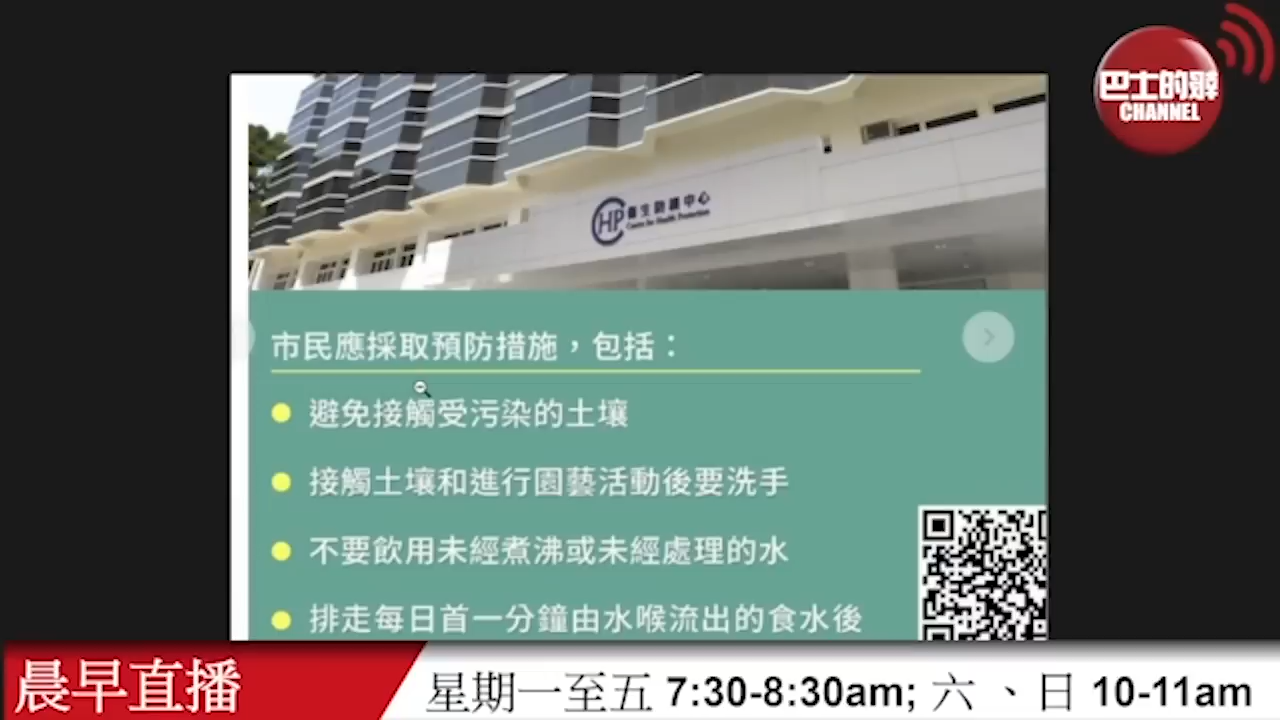 巴士的報
CHANNEL
CHP 衞生防護中心
Centre for Health Protection
市民應採取預防措施，包括：
避免接觸受污染的土壤
接觸土壤和進行園藝活動後要洗手
不要飲用未經煮沸或未經處理的水
排走每日首一分鐘由水喉流出的食水後
晨早直播
星期一至五 7:30-8:30am; 六、日 10-11am